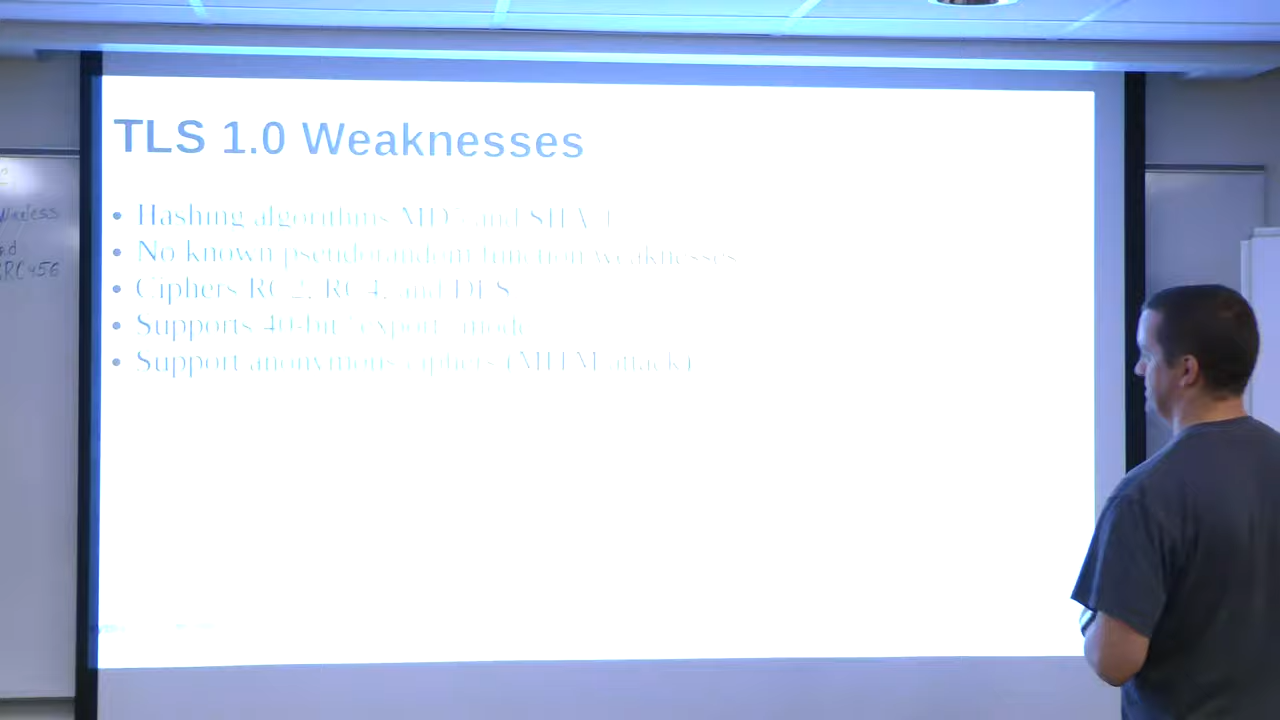 TLS 1.0 Weaknesses
• Hashing algorithms MD5 and SHA-1
• No known pseudorandom function weaknesses
• Ciphers RC2, RC4, and DES
• Supports 40-bit "export" mode
• Support anonymous ciphers (MITM attack)
Wireless